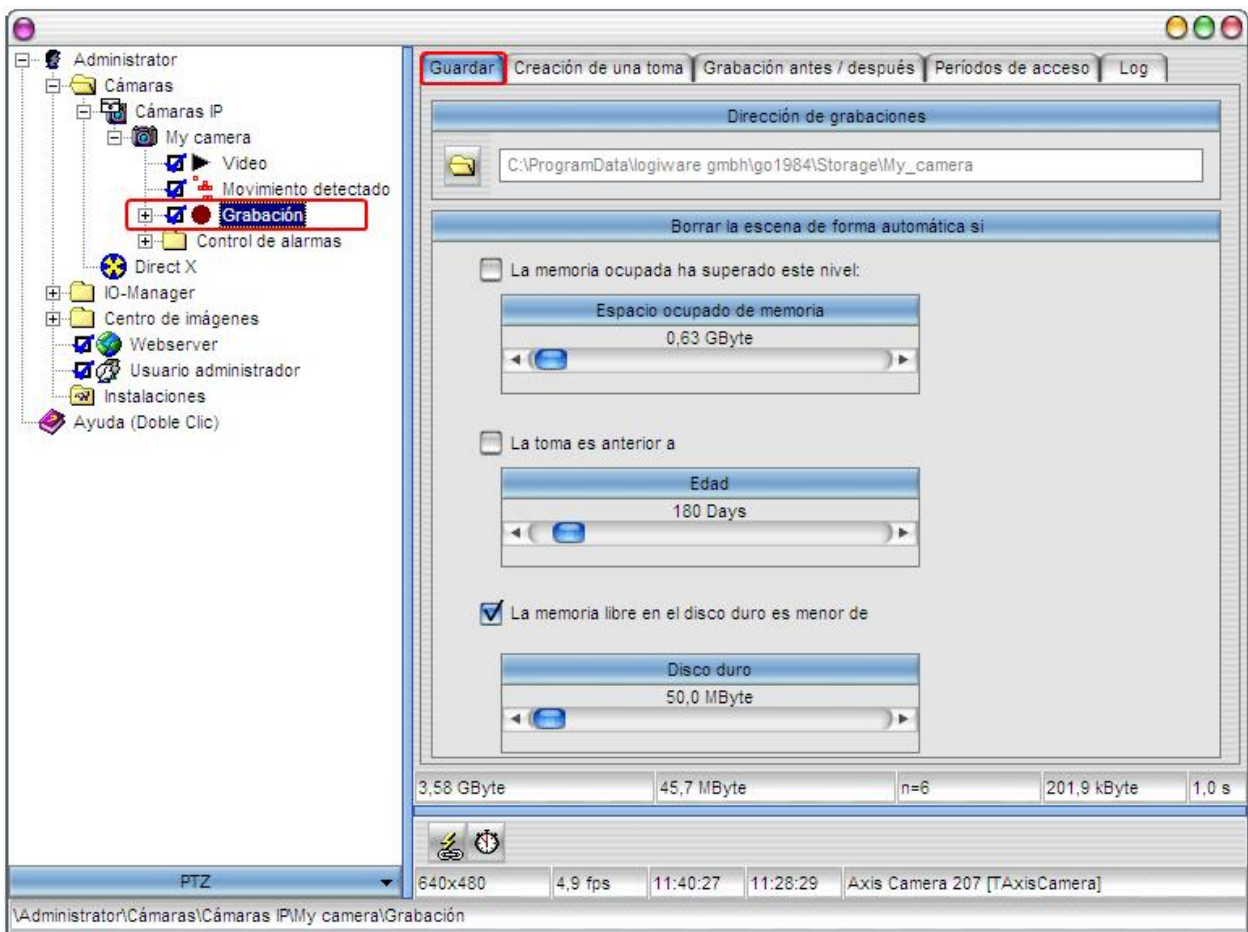 Administrator
Cámaras
Cámaras IP
My camera
Video
Movimiento detectado
Grabación
Control de alarmas
Direct X
IO-Manager
Centro de imágenes
Webserver
Usuario administrador
Instalaciones
Ayuda (Doble Clic)
PTZ
Guardar Creación de una toma Grabación antes / después Períodos de acceso Log
Dirección de grabaciones
C:\ProgramData\logiware gmbh\go1984\Storage\My_camera
Borrar la escena de forma automática si
La memoria ocupada ha superado este nivel:
Espacio ocupado de memoria
0,63 GByte
La toma es anterior a
Edad
180 Days
La memoria libre en el disco duro es menor de
Disco duro
50,0 MByte
3,58 GByte 45,7 MByte n=6 201,9 kByte 1,0 s
640x480 4,9 fps 11:40:27 11:28:29 Axis Camera 207 [TAxisCamera]
\Administrator\Cámaras\Cámaras IP\My camera\Grabación